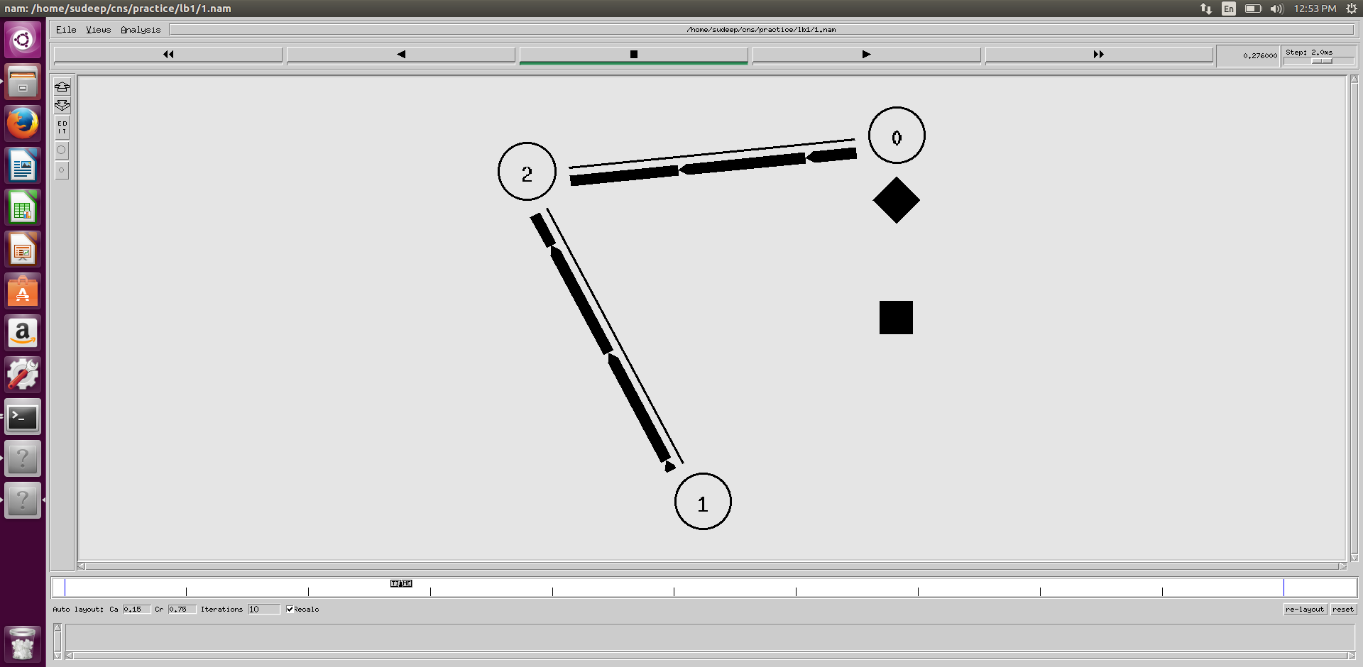 nam: /home/sudeep/cns/practice/lb1/1.nam
En
12:53 PM
File Views Analysis
/home/sudeep/cns/practice/lb1/1.nam
0.276000
Step: 2.0ms
ED
IT
0
2
1
Auto layout: Ca 0.15 Cr 0.75 Iterations 10 Recalc
re-layout reset